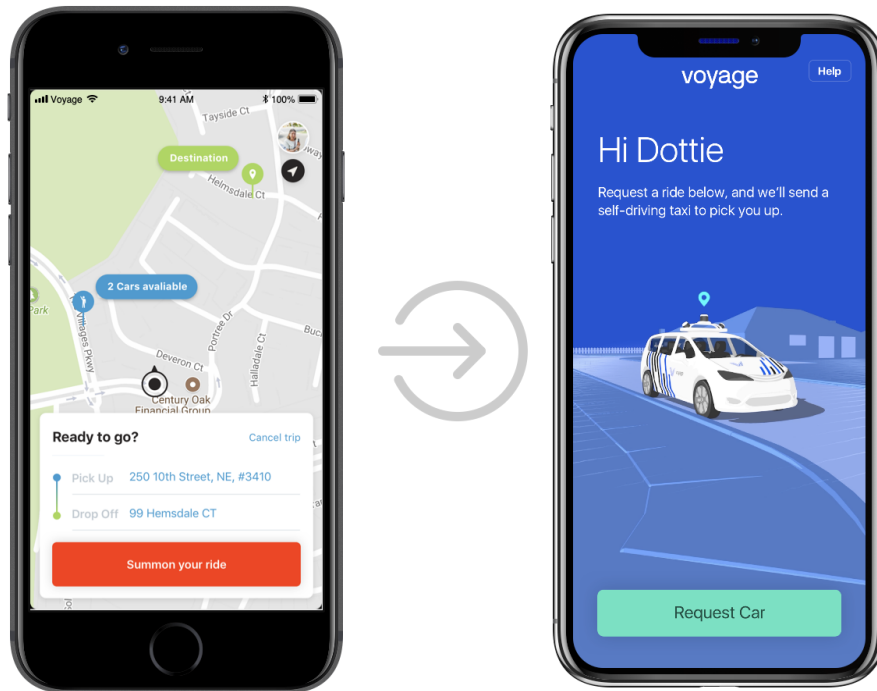 Voyage
9:41 AM
100%
Tayside Ct
Destination
Helmsdale Ct
2 Cars avaliable
Park
Villages Pkwy
Portree Dr
Deveron Ct
Halladale Ct
Century Oak
Financial Group
Ready to go?
Cancel trip
Pick Up 250 10th Street, NE, #3410
Drop Off 99 Hemsdale CT
Summon your ride
voyage
Help
Hi Dottie
Request a ride below, and we'll send a
self-driving taxi to pick you up.
Request Car